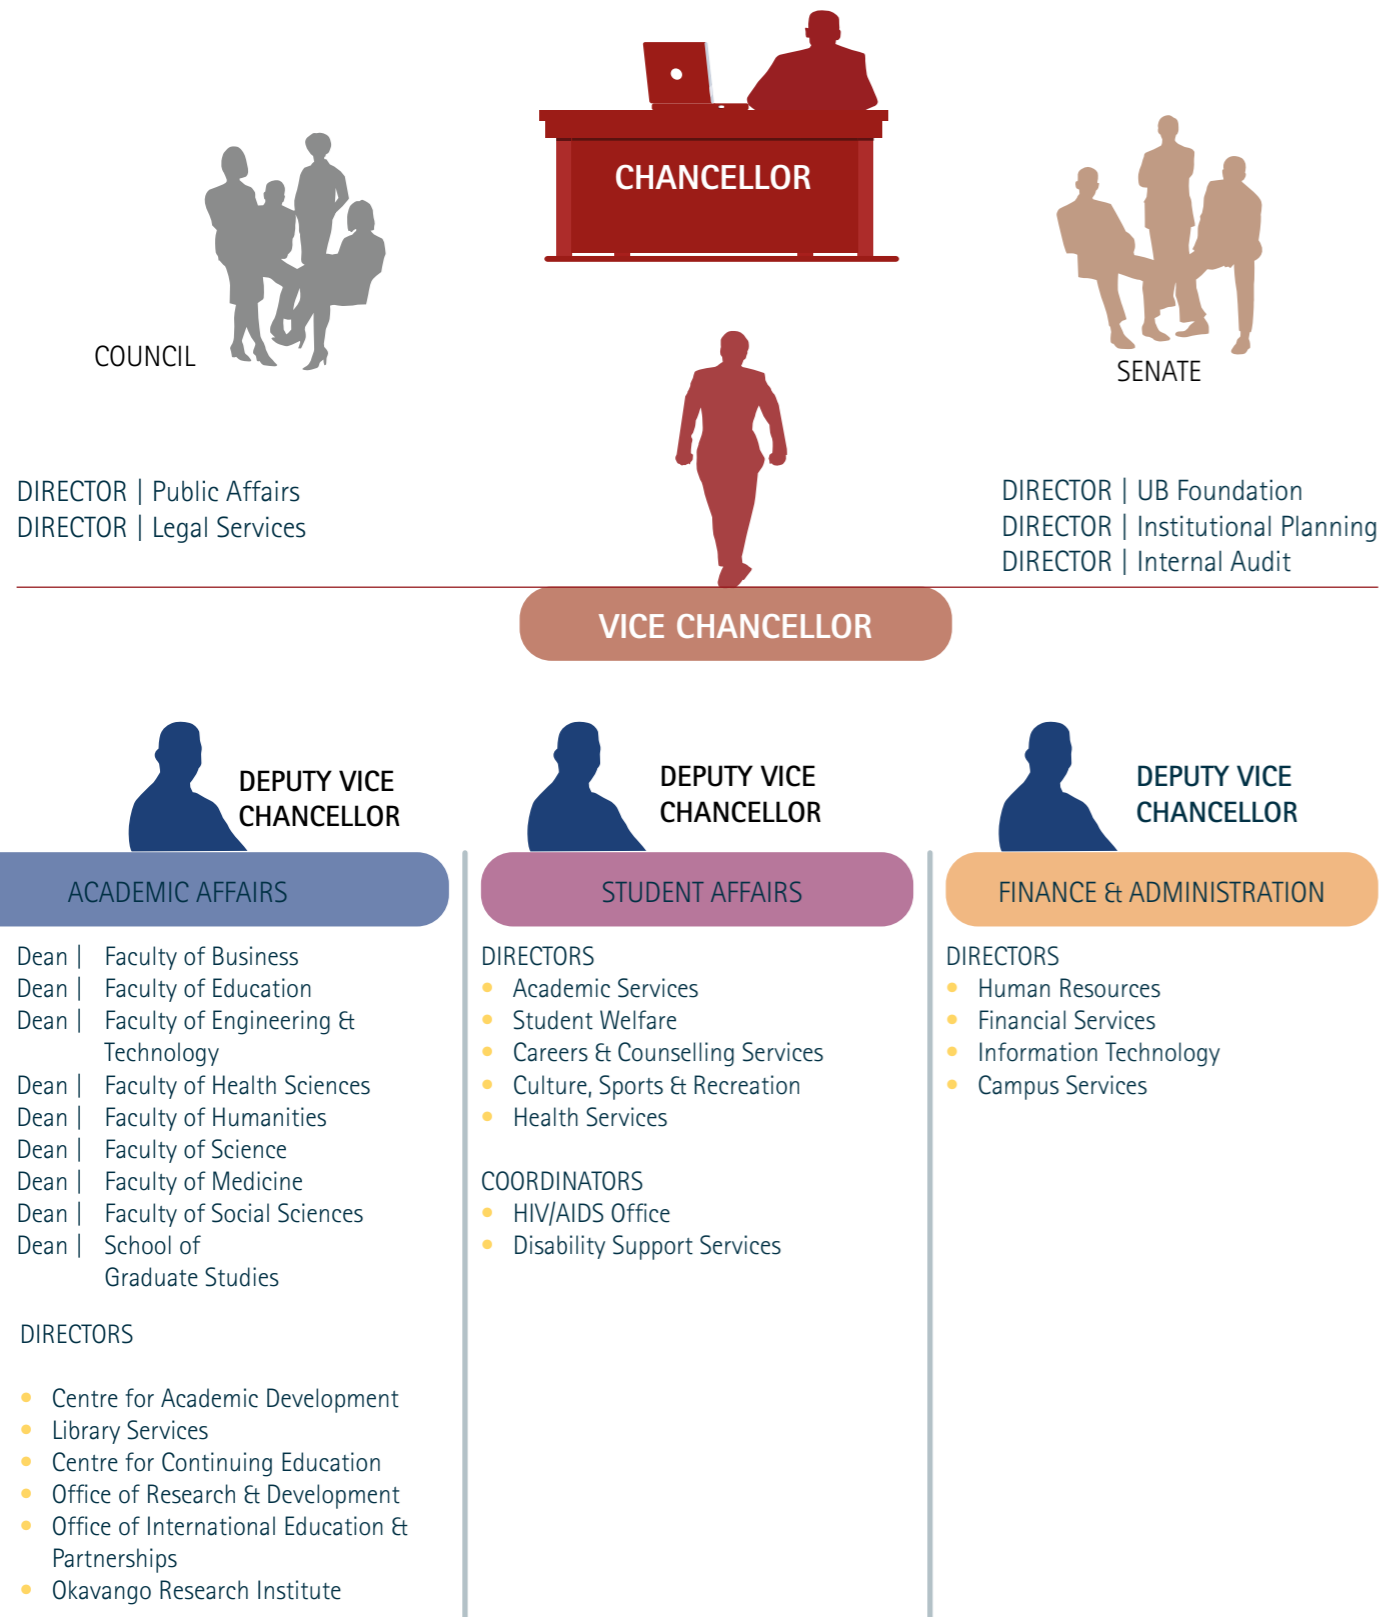 CHANCELLOR
COUNCIL
SENATE
DIRECTOR | Public Affairs
DIRECTOR | Legal Services
DIRECTOR | UB Foundation
DIRECTOR | Institutional Planning
DIRECTOR | Internal Audit
VICE CHANCELLOR
DEPUTY VICE
CHANCELLOR
ACADEMIC AFFAIRS
Dean | Faculty of Business
Dean | Faculty of Education
Dean | Faculty of Engineering &
Technology
Dean | Faculty of Health Sciences
Dean | Faculty of Humanities
Dean | Faculty of Science
Dean | Faculty of Medicine
Dean | Faculty of Social Sciences
Dean | School of
Graduate Studies
DIRECTORS
• Centre for Academic Development
• Library Services
• Centre for Continuing Education
• Office of Research & Development
• Office of International Education &
Partnerships
• Okavango Research Institute
DEPUTY VICE
CHANCELLOR
STUDENT AFFAIRS
DIRECTORS
• Academic Services
• Student Welfare
• Careers & Counselling Services
• Culture, Sports & Recreation
• Health Services
COORDINATORS
• HIV/AIDS Office
• Disability Support Services
DEPUTY VICE
CHANCELLOR
FINANCE & ADMINISTRATION
DIRECTORS
• Human Resources
• Financial Services
• Information Technology
• Campus Services